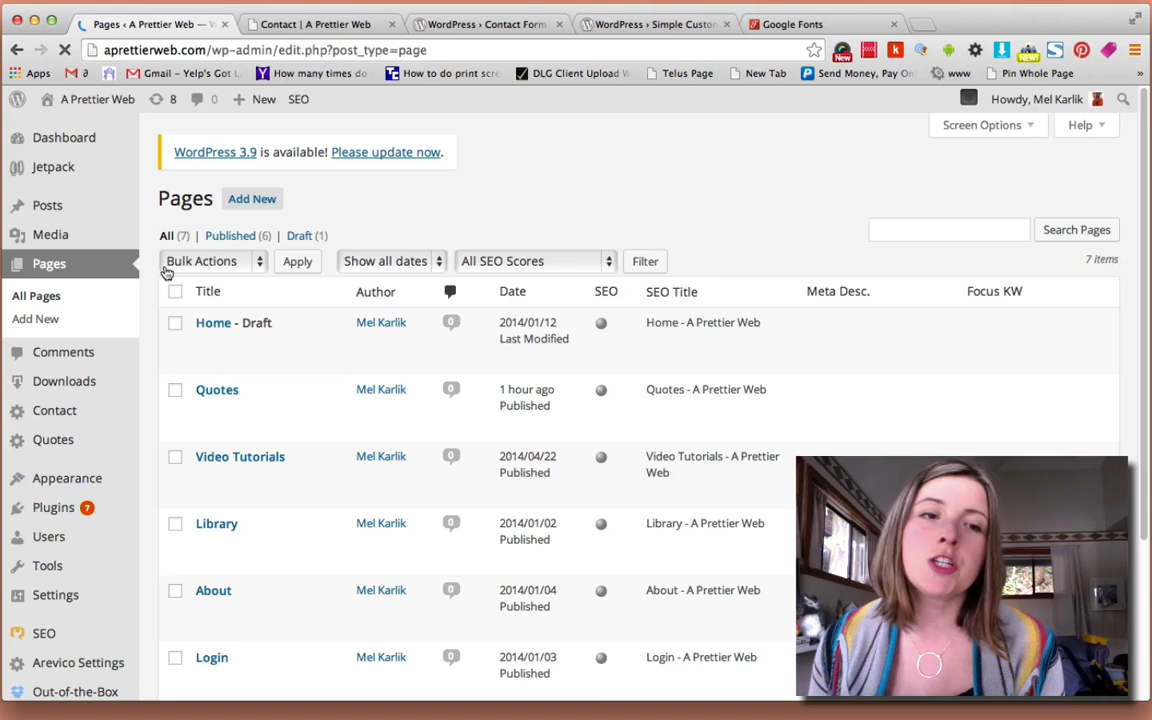 Pages ‹ A Prettier Web — W
Contact | A Prettier Web
WordPress › Contact Form
WordPress › Simple Custom
Google Fonts
aprettierweb.com/wp-admin/edit.php?post_type=page
Apps
Gmail – Yelp's Got L
How many times do
How to do print scre
DLG Client Upload W
Telus Page
New Tab
Send Money, Pay On
www
Pin Whole Page
»
A Prettier Web
8
0
New
SEO
Howdy, Mel Karlik
Screen Options
Help
Dashboard
Jetpack
Posts
Media
Pages
All Pages
Add New
Comments
Downloads
Contact
Quotes
Appearance
Plugins 7
Users
Tools
Settings
SEO
Arevico Settings
Out-of-the-Box
WordPress 3.9 is available! Please update now.
Pages Add New
All (7) | Published (6) | Draft (1)
Search Pages
Bulk Actions Apply Show all dates All SEO Scores Filter
7 items
Title Author Date SEO SEO Title Meta Desc. Focus KW
Home - Draft Mel Karlik 0 2014/01/12 Home - A Prettier Web
Last Modified
Quotes Mel Karlik 0 1 hour ago Quotes - A Prettier Web
Published
Video Tutorials Mel Karlik 0 2014/04/22 Video Tutorials - A Prettier
Published Web
Library Mel Karlik 0 2014/01/02 Library - A Prettier Web
Published
About Mel Karlik 0 2014/01/04 About - A Prettier Web
Published
Login Mel Karlik 0 2014/01/03 Login - A Prettier Web
Published